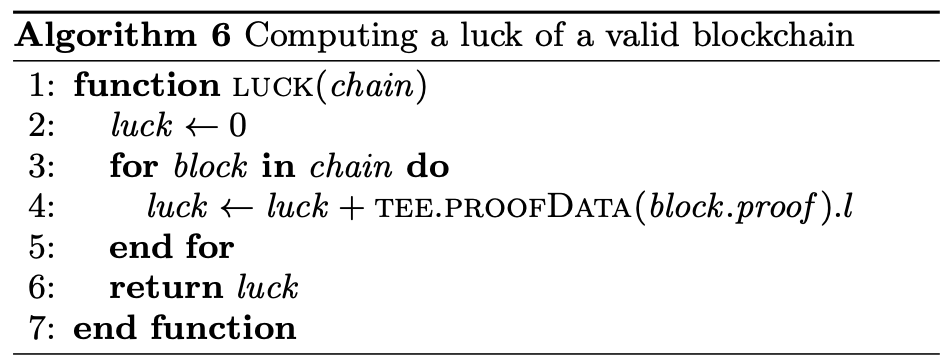 Algorithm 6 Computing a luck of a valid blockchain
1: function LUCK(chain)
2: luck ← 0
3: for block in chain do
4: luck ← luck + TEE.PROOFDATA(block.proof).l
5: end for
6: return luck
7: end function